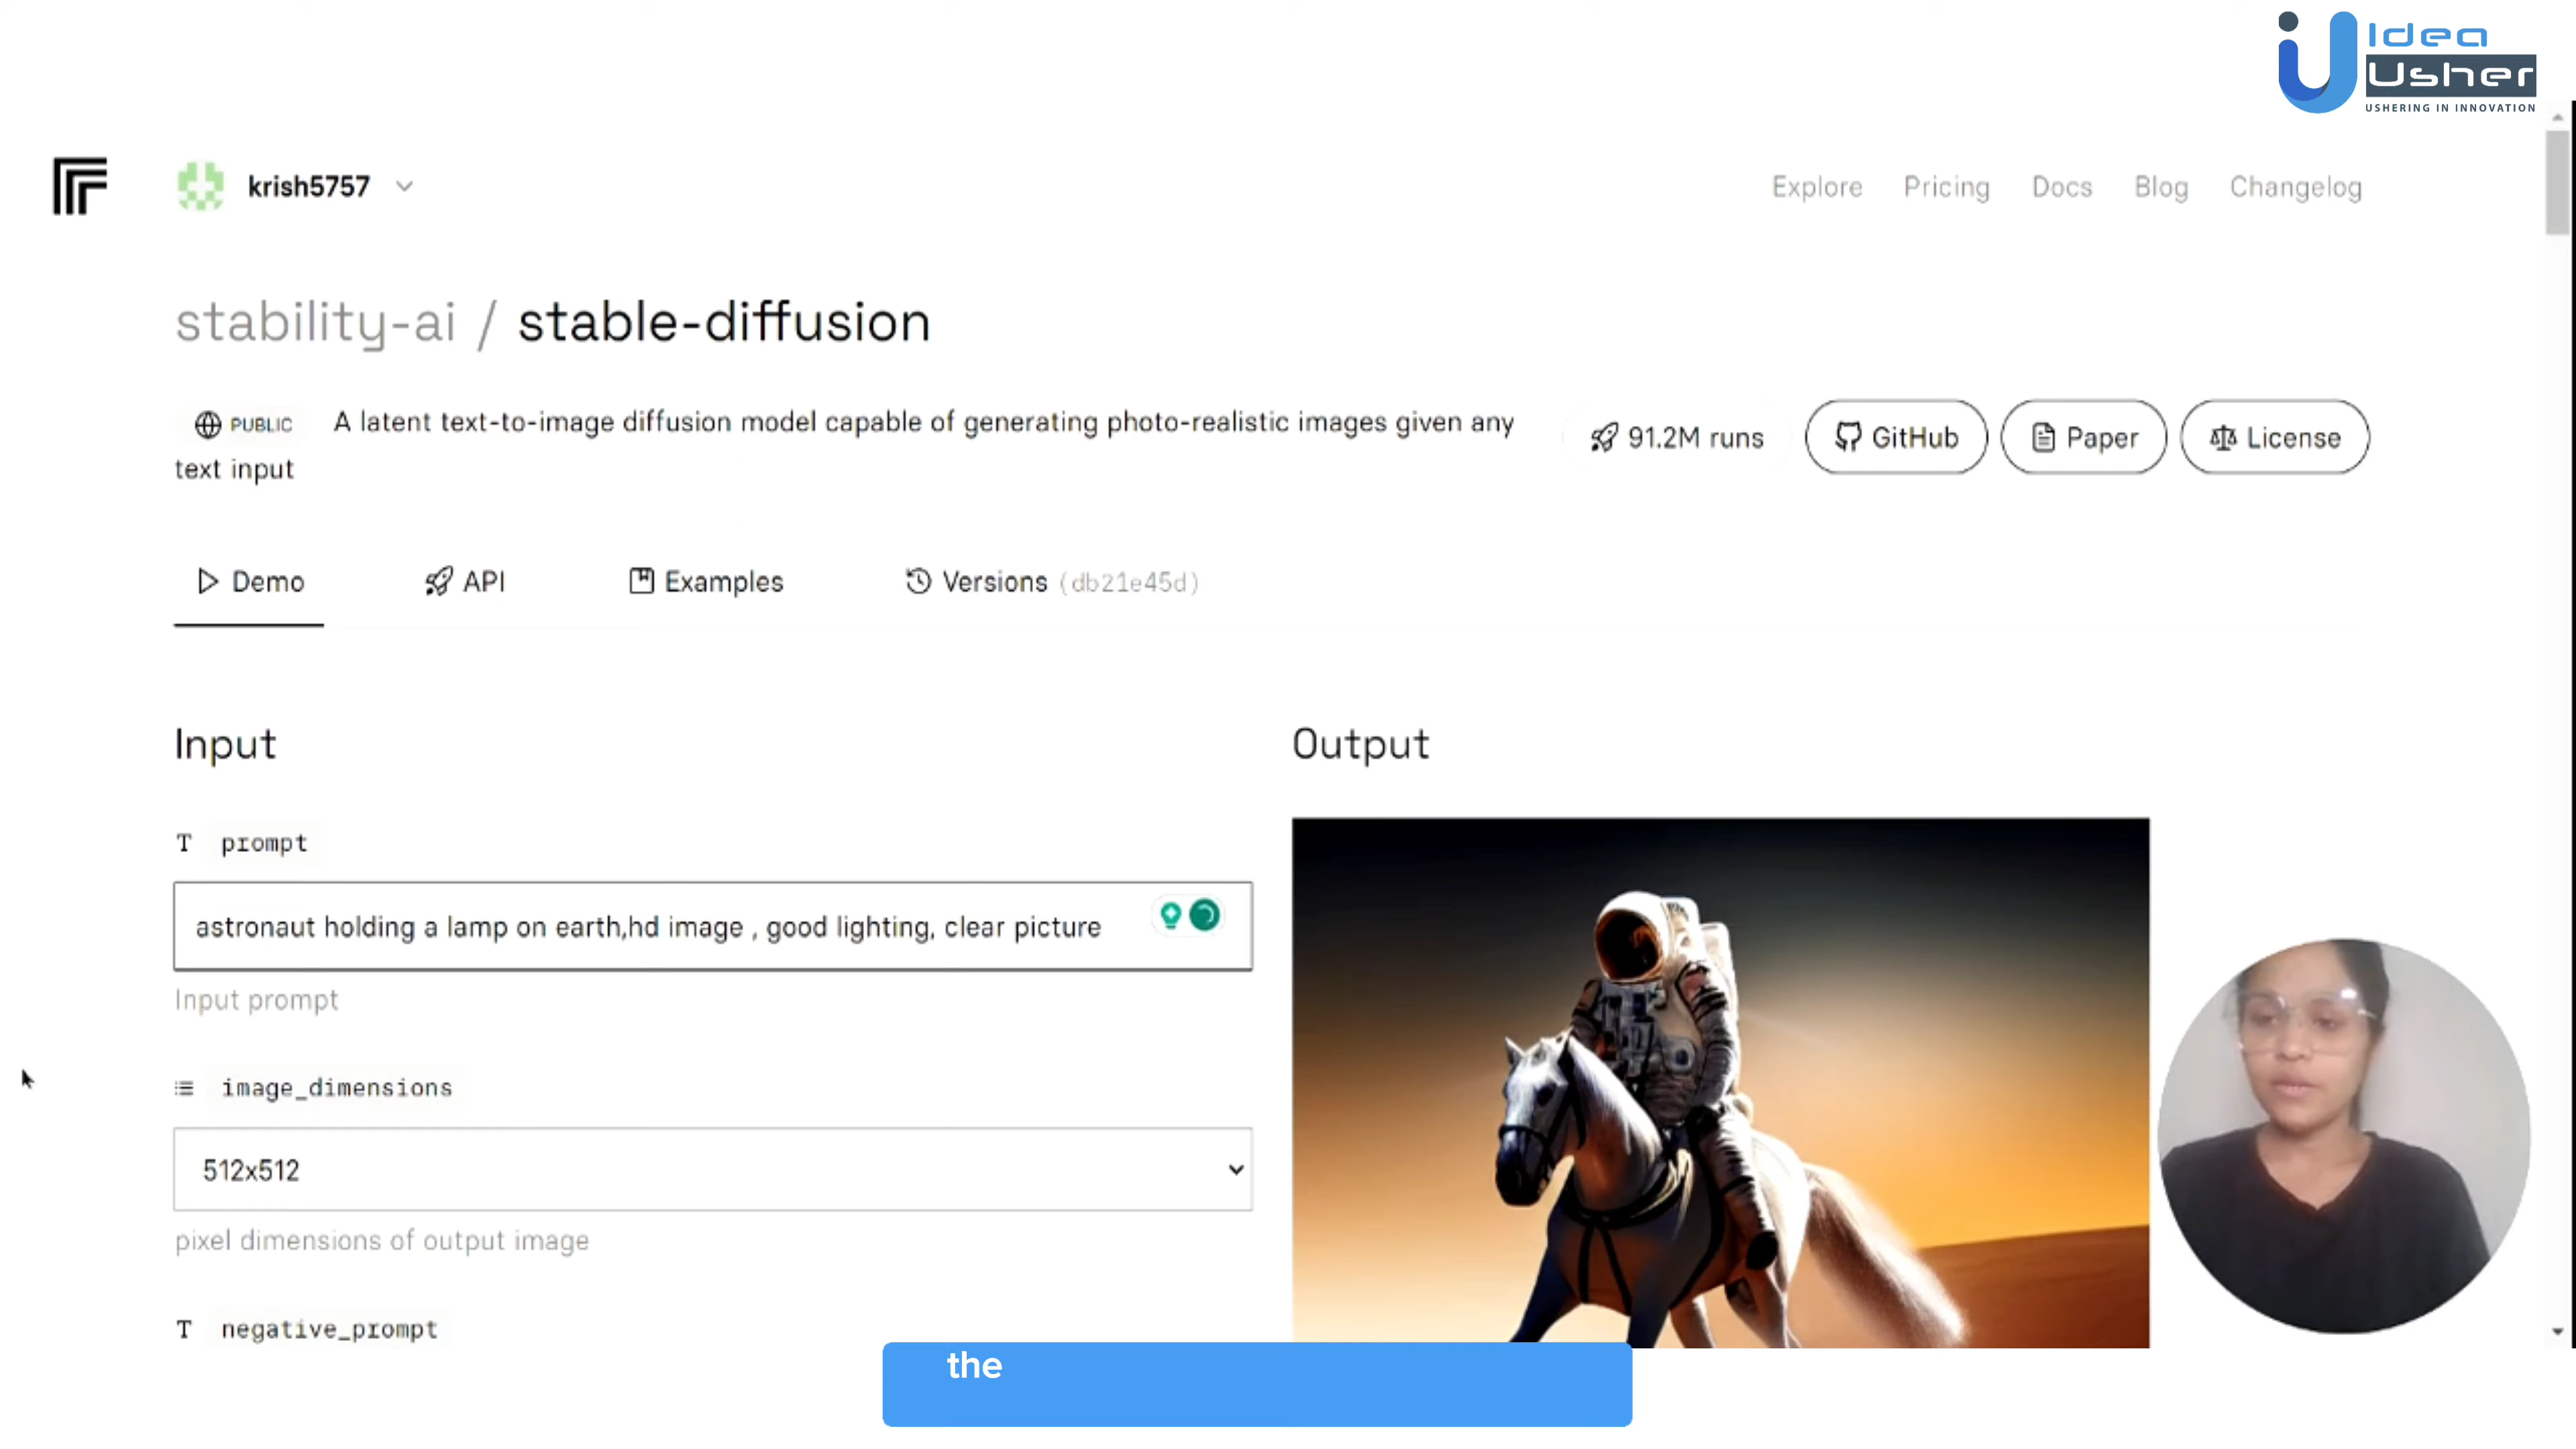 Idea
Usher
USHERING IN INNOVATION
krish5757
Explore Pricing Docs Blog Changelog
stability-ai / stable-diffusion
PUBLIC A latent text-to-image diffusion model capable of generating photo-realistic images given any
text input
91.2M runs GitHub Paper License
Demo API Examples Versions (db21e45d)
Input
Output
T prompt
astronaut holding a lamp on earth,hd image , good lighting, clear picture
Input prompt
image_dimensions
512x512
pixel dimensions of output image
T negative_prompt
the